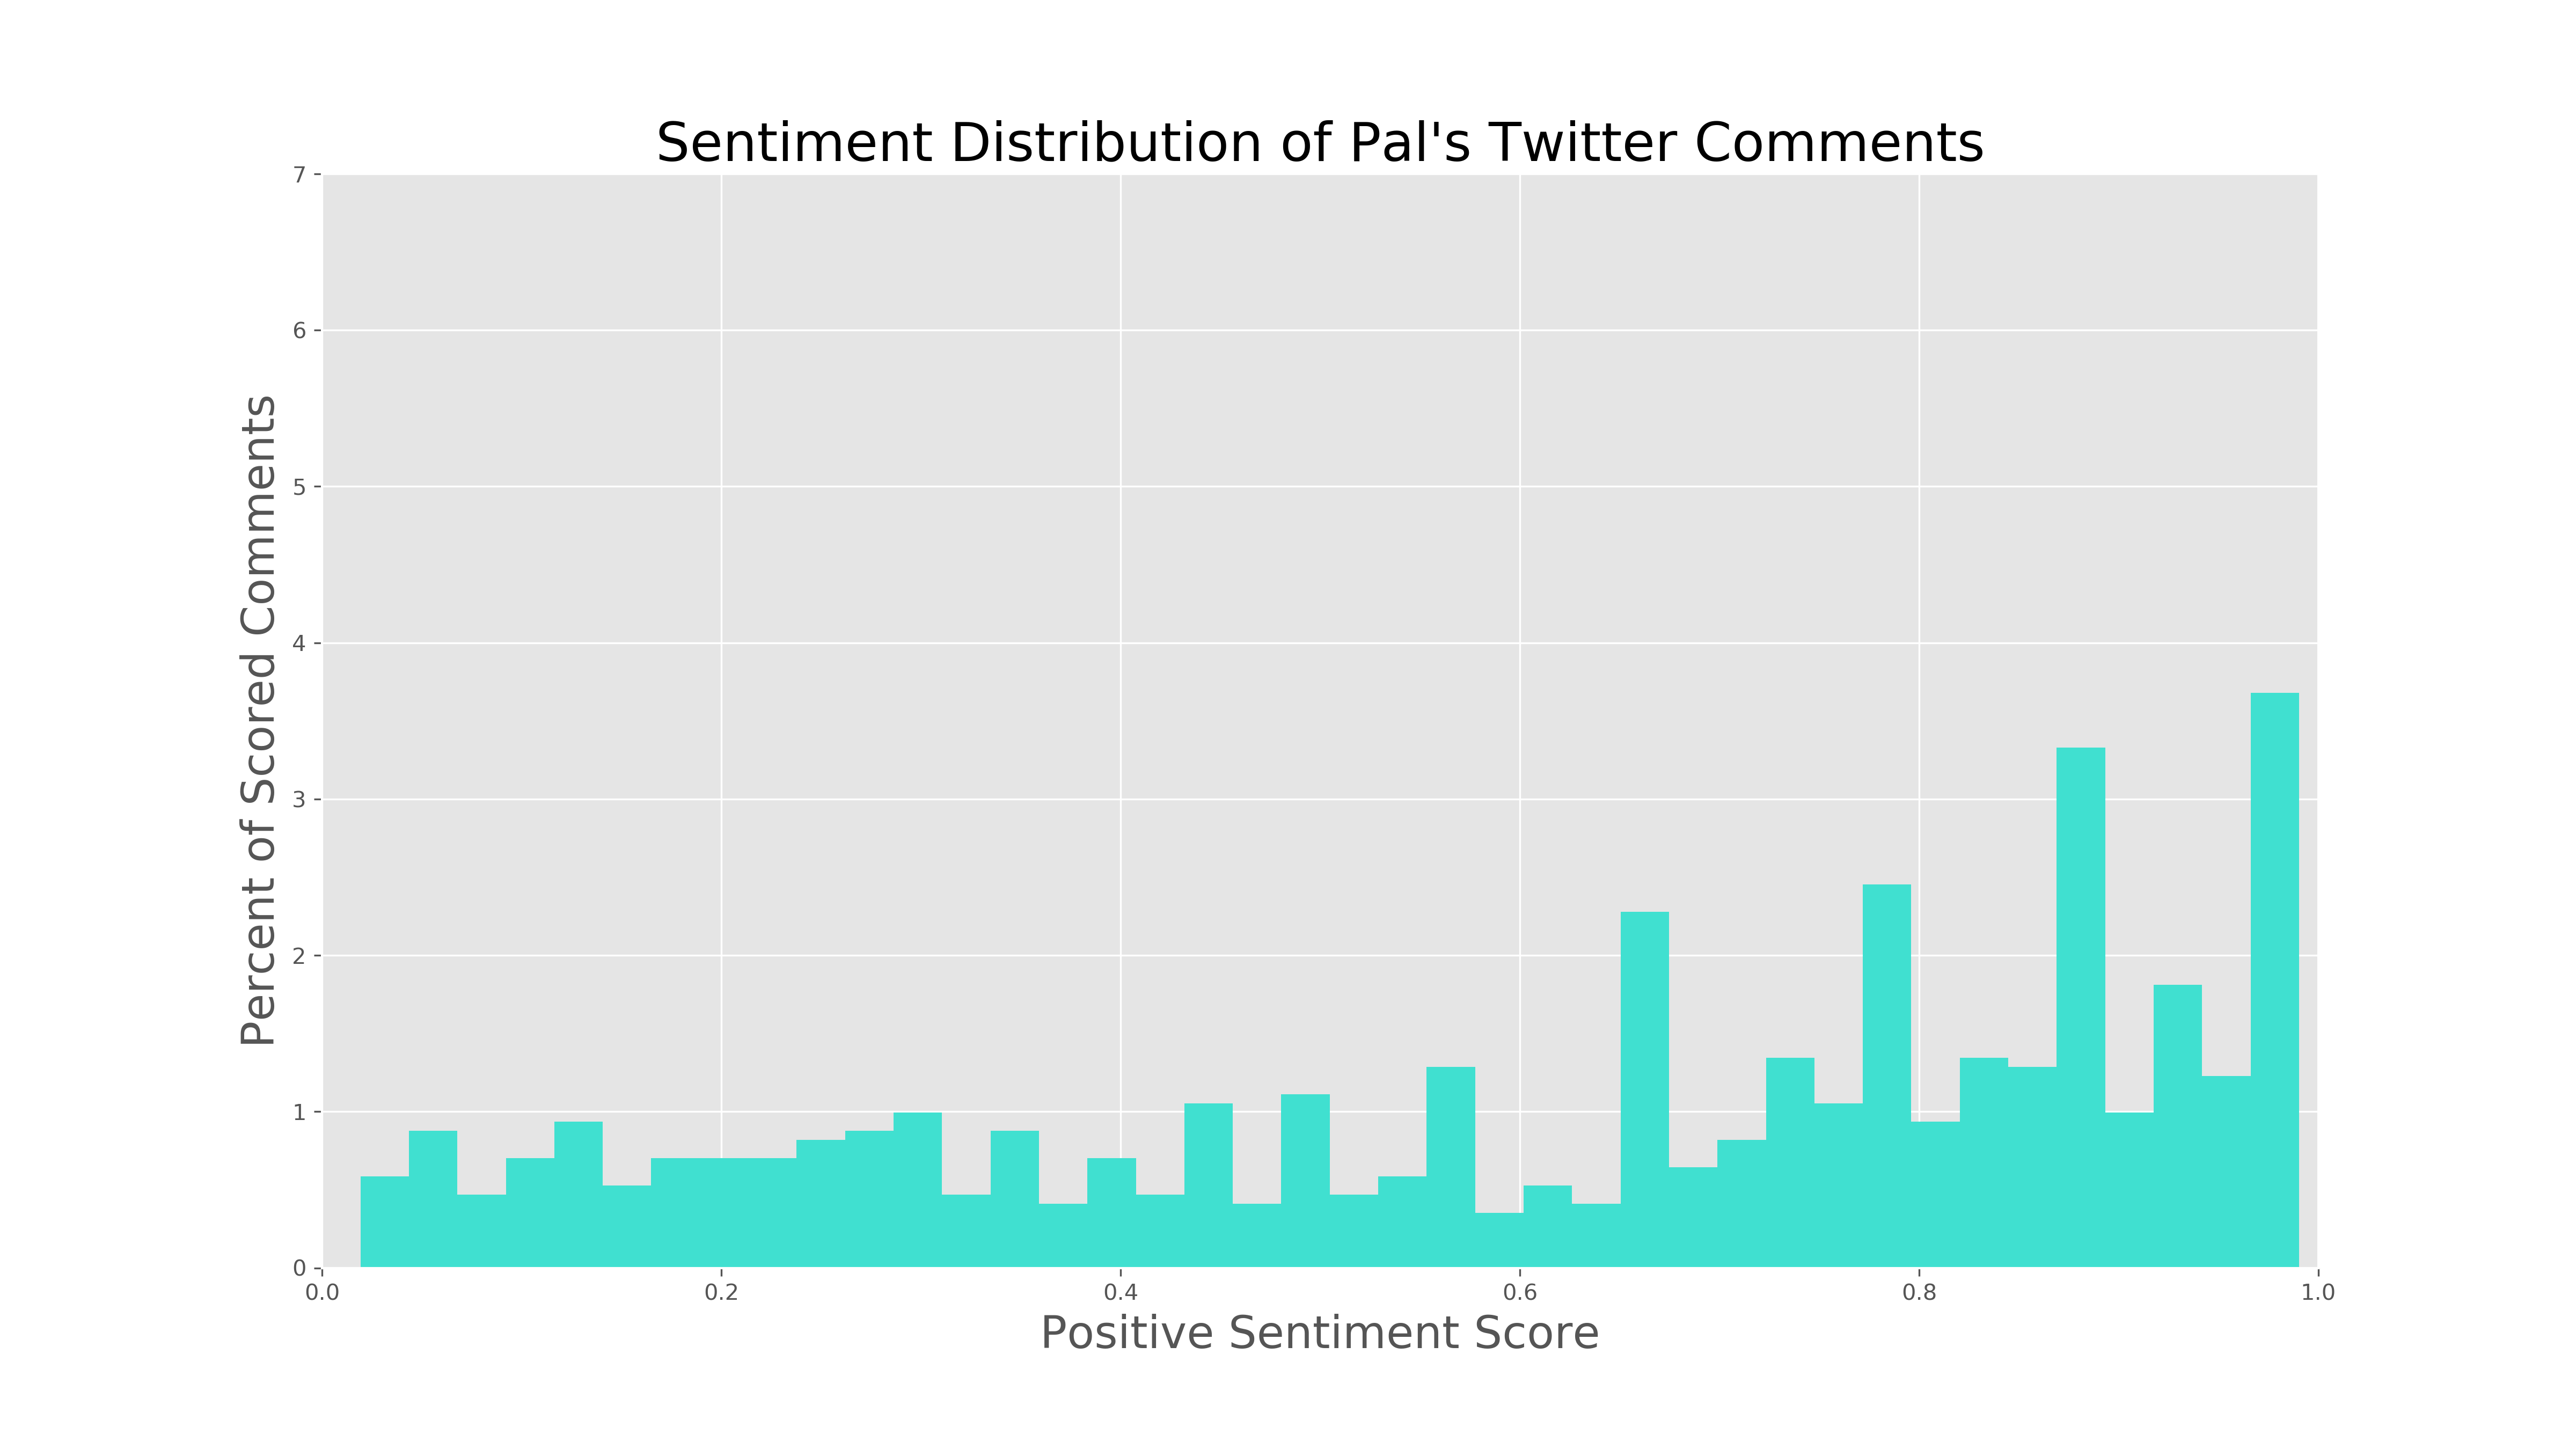 Sentiment Distribution of Pal's Twitter Comments
Percent of Scored Comments
7
6
5
4
3
2
1
0
0.0 0.2 0.4 0.6 0.8 1.0
Positive Sentiment Score